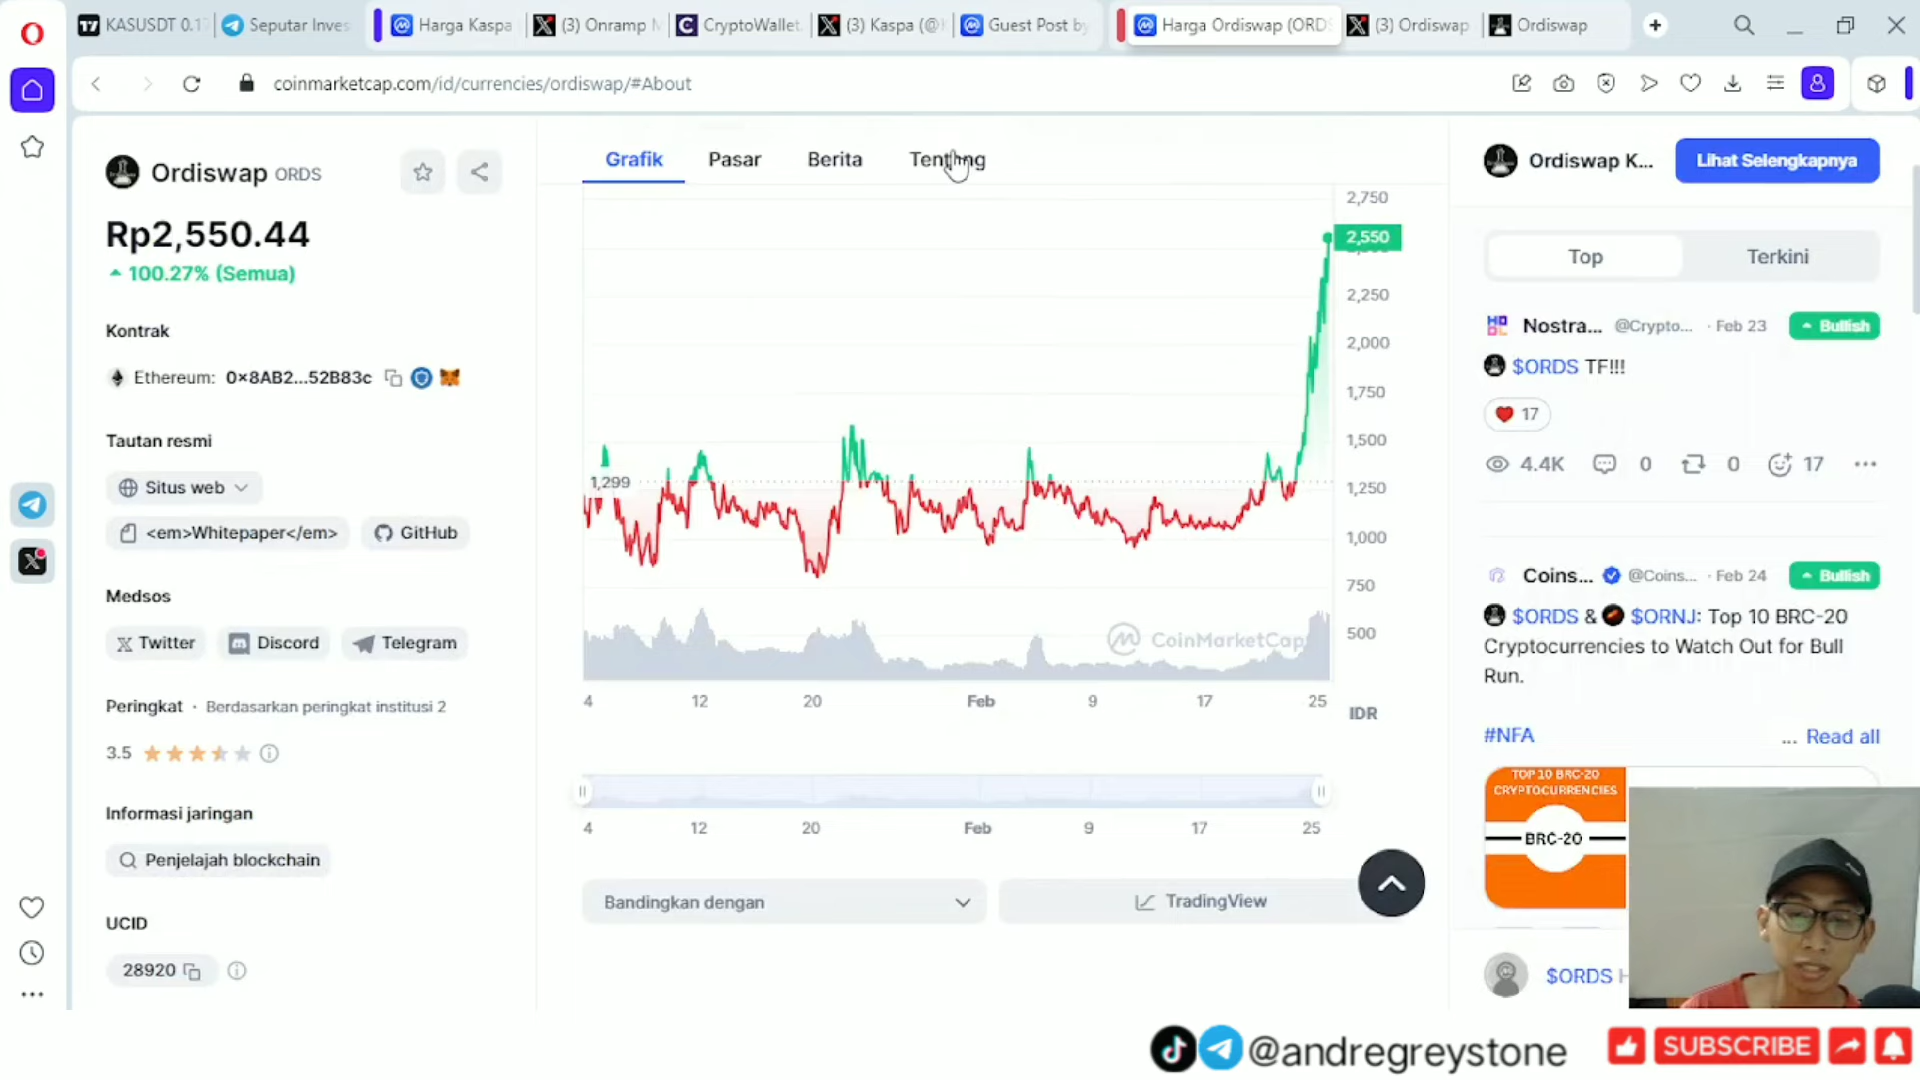 KASUSDT 0.1
Seputar Inves
Harga Kaspa
(3) Onramp M
CryptoWallet.
(3) Kaspa (@K
Guest Post by
Harga Ordiswap (ORDS
(3) Ordiswap
Ordiswap
coinmarketcap.com/id/currencies/ordiswap/#About
Ordiswap ORDS
Rp2,550.44
100.27% (Semua)
Kontrak
Ethereum: 0x8AB2...52B83c
Tautan resmi
Situs web
<em>Whitepaper</em>
GitHub
Medsos
Twitter
Discord
Telegram
Peringkat · Berdasarkan peringkat institusi 2
3.5
Informasi jaringan
Penjelajah blockchain
UCID
28920
Grafik
Pasar
Berita
Tentang
2,750
2,550
2,250
2,000
1,750
1,500
1,250
1,000
750
500
1,299
CoinMarketCap
4 12 20 Feb 9 17 25
IDR
4 12 20 Feb 9 17 25
Bandingkan dengan
TradingView
Ordiswap K...
Lihat Selengkapnya
Top
Terkini
Nostra... @Crypto... · Feb 23
Bullish
$ORDS TF!!!
17
4.4K 0 0 17
Coins... @Coins... · Feb 24
Bullish
$ORDS & $ORNJ: Top 10 BRC-20
Cryptocurrencies to Watch Out for Bull
Run.
#NFA
... Read all
TOP 10 BRC-20
CRYPTOCURRENCIES
BRC-20
$ORDS
@andregreystone
SUBSCRIBE